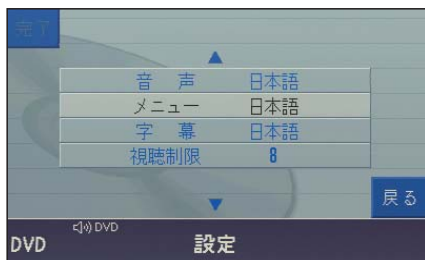 完了
音 声 日本語
メニュー 日本語
字 幕 日本語
視聴制限 8
戻る
DVD
DVD 設定